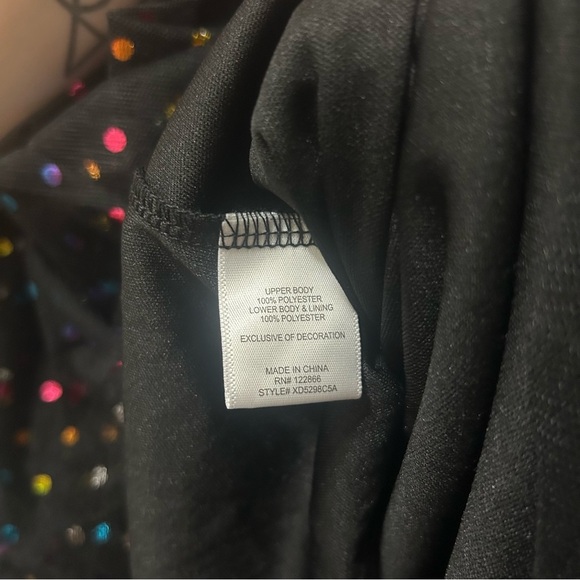 UPPER BODY
100% POLYESTER
LOWER BODY & LINING
100% POLYESTER
EXCLUSIVE OF DECORATION
MADE IN CHINA
RN# 122866
STYLE# XD5298C5A